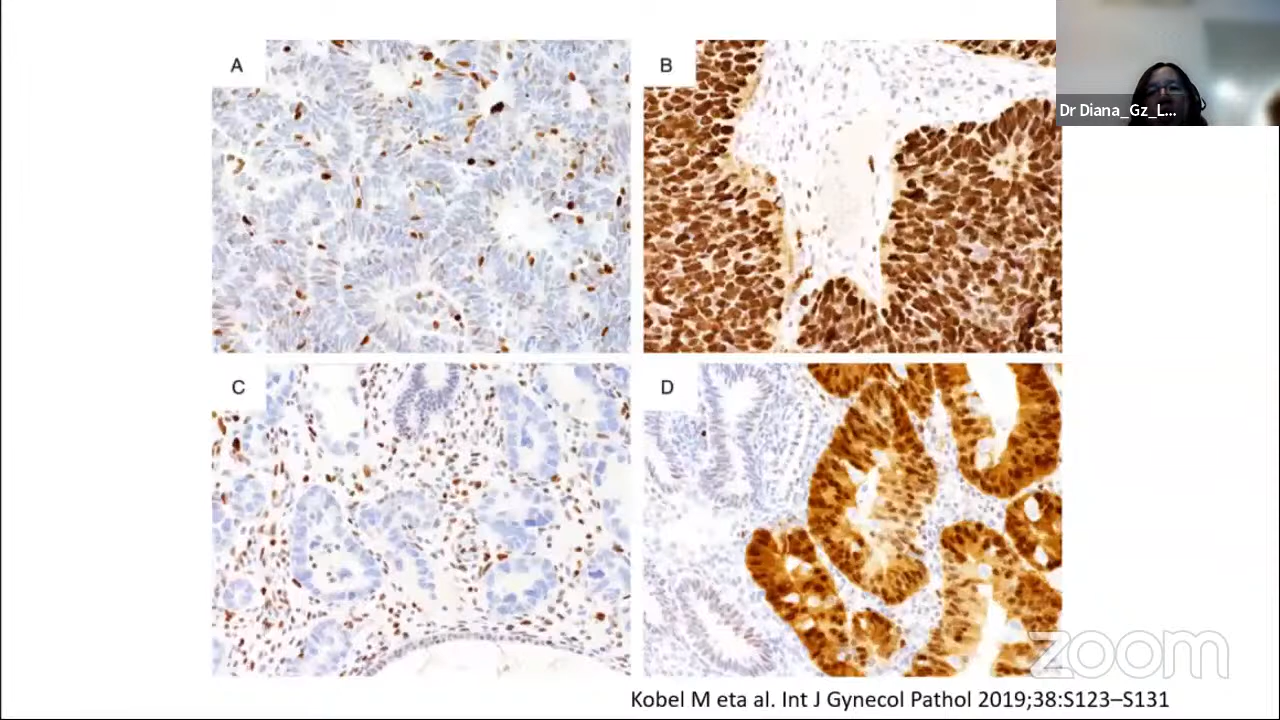 A
B
Dr Diana_Gz_L...
C
D
zoom
Kobel M eta al. Int J Gynecol Pathol 2019;38:S123–S131